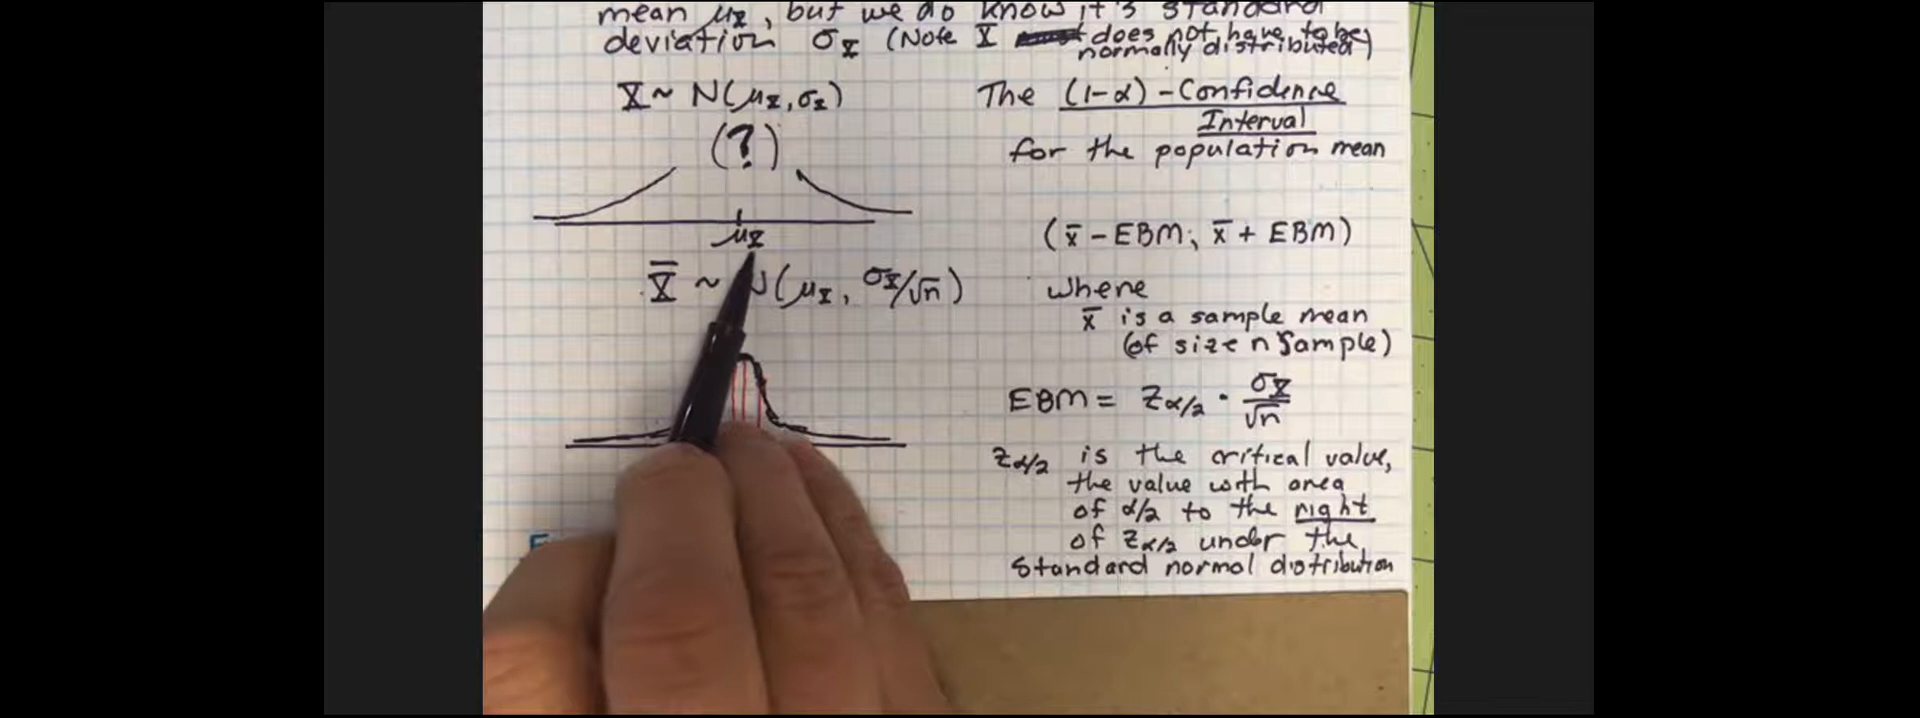 mean μX, but we do know it's standard
deviation σX (Note X does not have to be
normally distributed)
X ~ N(μX, σX)
(?)
μX
X̄ ~ N(μX, σX/√n)
The (1-α) - Confidence
Interval
for the population mean
(x̄ - EBM, x̄ + EBM)
where
x̄ is a sample mean
(of size n sample)
EBM = Zα/2 · σX/√n
Zα/2 is the critical value,
the value with area
of α/2 to the right
of Zα/2 under the
Standard normal distribution